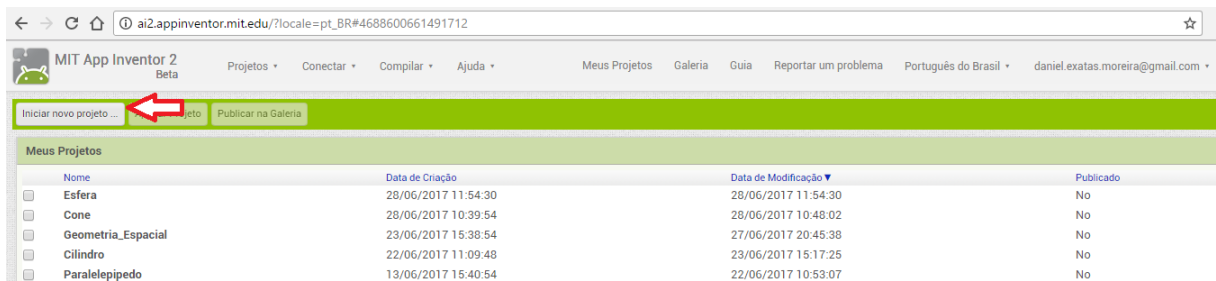 ai2.appinventor.mit.edu/?locale=pt_BR#4688600661491712
MIT App Inventor 2
Beta
Projetos Conectar Compilar Ajuda Meus Projetos Galeria Guia Reportar um problema Português do Brasil daniel.exatas.moreira@gmail.com
Iniciar novo projeto ... Publicar na Galeria
Meus Projetos
Nome Data de Criação Data de Modificação Publicado
Esfera 28/06/2017 11:54:30 28/06/2017 11:54:30 No
Cone 28/06/2017 10:39:54 28/06/2017 10:48:02 No
Geometria_Espacial 23/06/2017 15:38:54 27/06/2017 20:45:38 No
Cilindro 22/06/2017 11:09:48 23/06/2017 15:17:25 No
Paralelepipedo 13/06/2017 15:40:54 22/06/2017 10:53:07 No